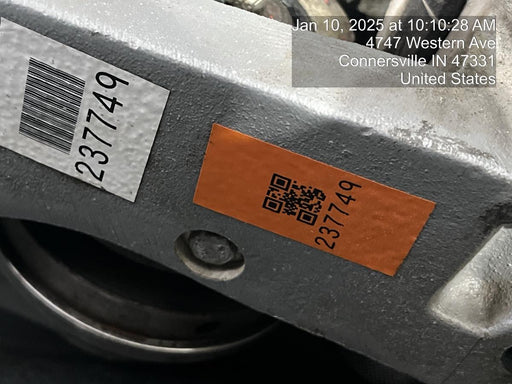 Jan 10, 2025 at 10:10:28 AM
4747 Western Ave
Connersville IN 47331
United States
237749
237749